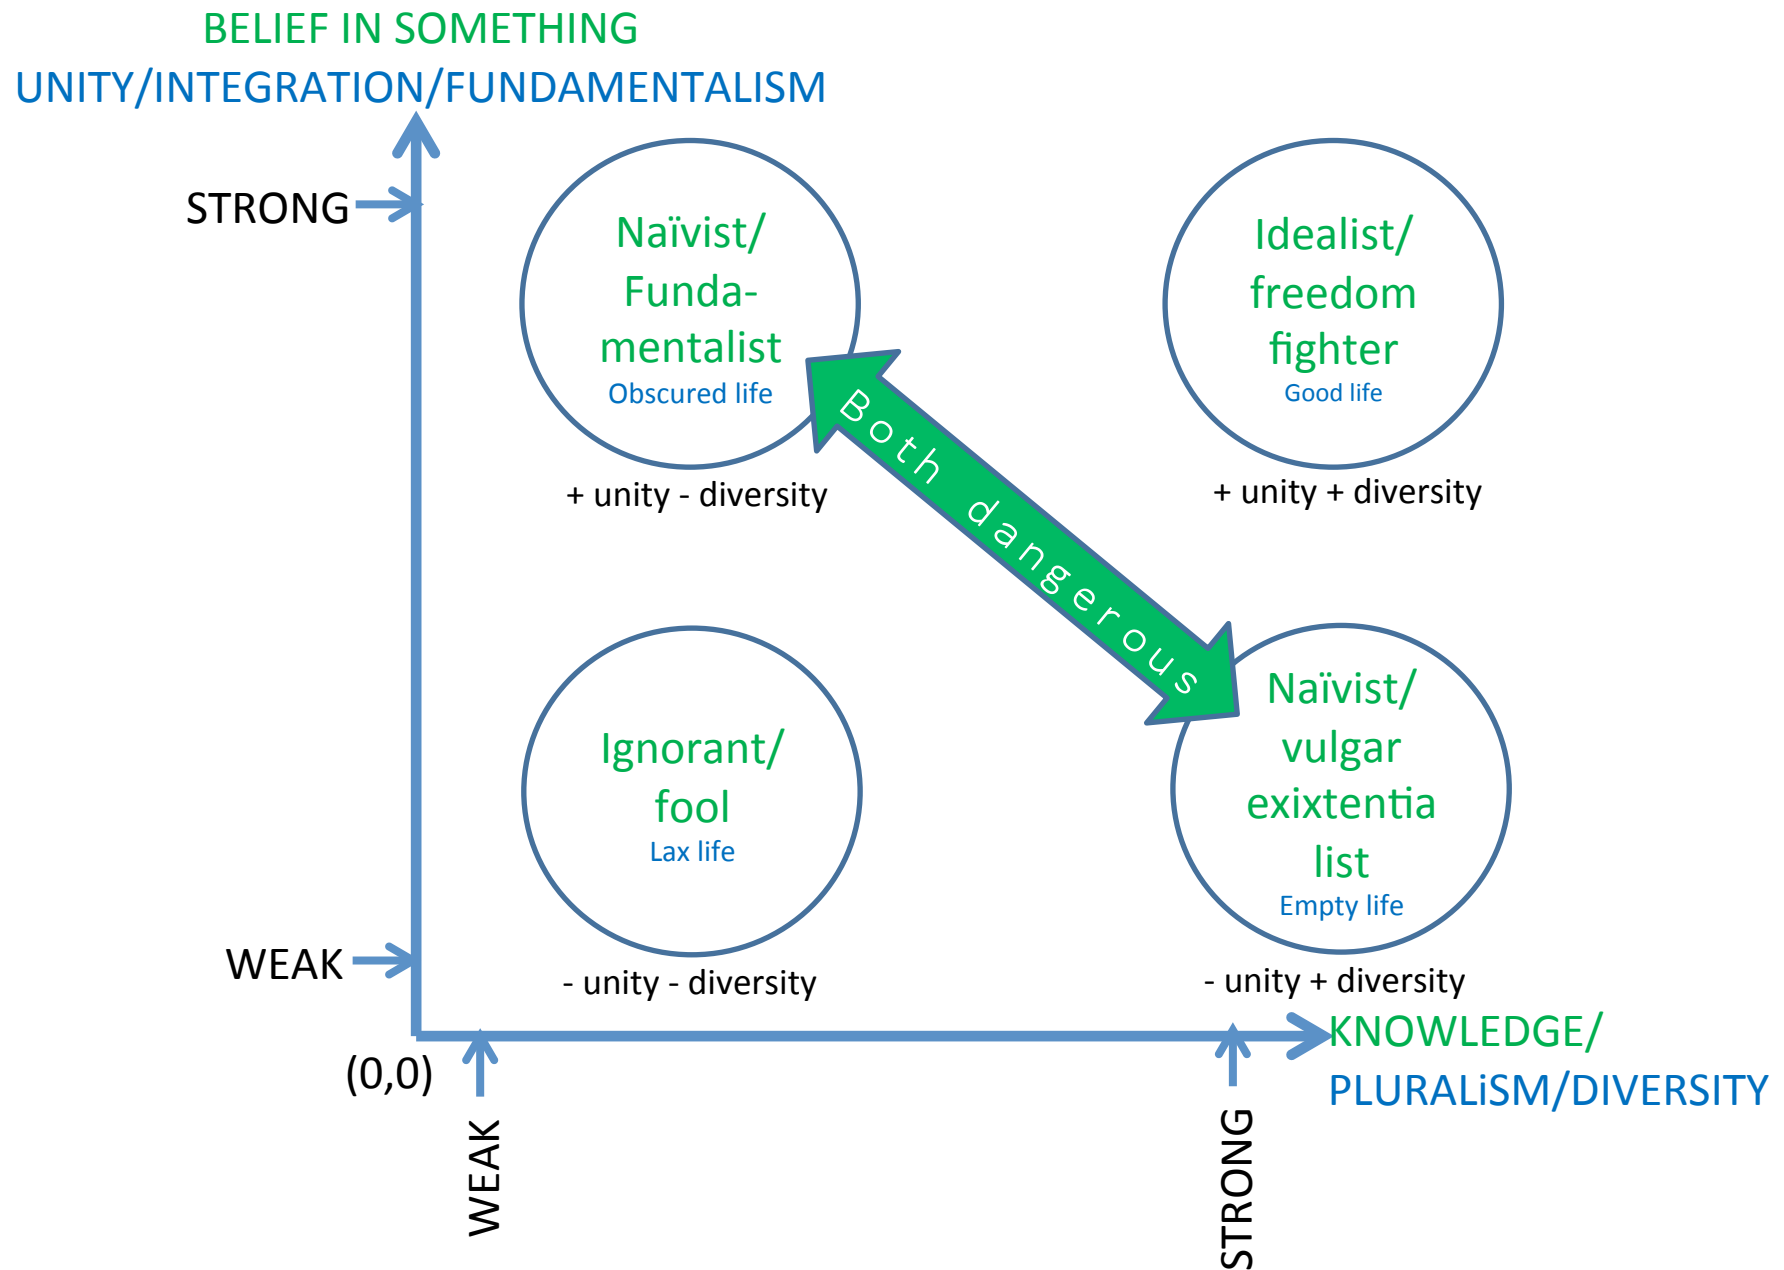 BELIEF IN SOMETHING
UNITY/INTEGRATION/FUNDAMENTALISM
STRONG
Naïvist/
Funda-
mentalist
Obscured life
+ unity - diversity
Idealist/
freedom
fighter
Good life
+ unity + diversity
Both dangerous
Ignorant/
fool
Lax life
- unity - diversity
Naïvist/
vulgar
exixtentia
list
Empty life
- unity + diversity
WEAK
(0,0)
WEAK
STRONG
KNOWLEDGE/
PLURALiSM/DIVERSITY